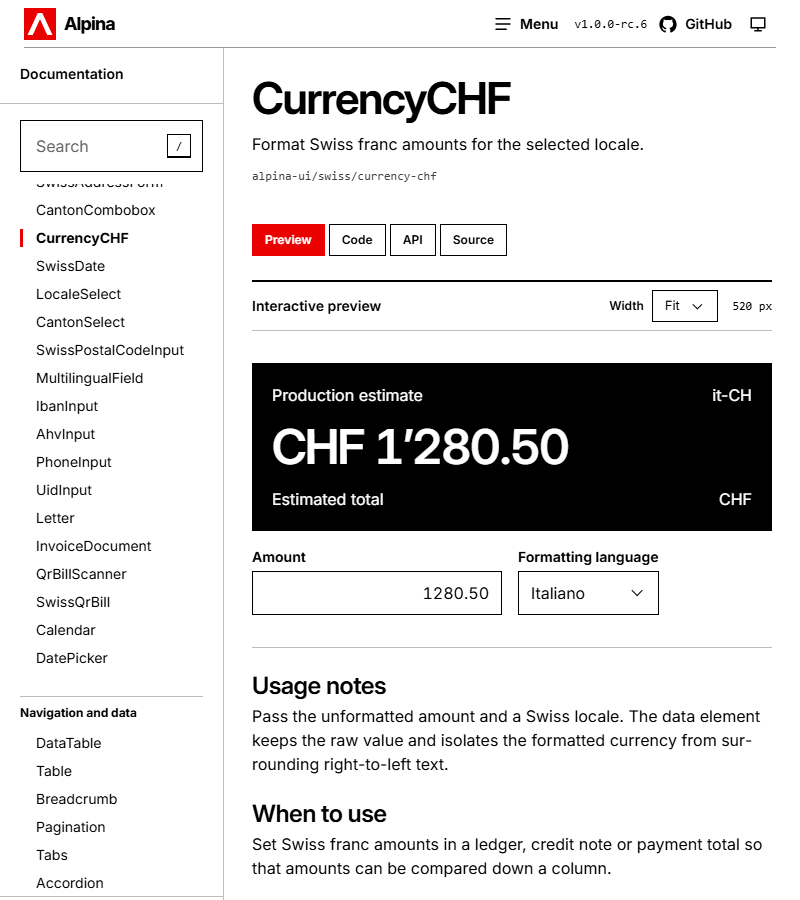 Alpina
Menu
v1.0.0-rc.6
GitHub
Documentation
Search
/
SwissAddressForm
CantonCombobox
CurrencyCHF
SwissDate
LocaleSelect
CantonSelect
SwissPostalCodeInput
MultilingualField
IbanInput
AhvInput
PhoneInput
UidInput
Letter
InvoiceDocument
QrBillScanner
SwissQrBill
Calendar
DatePicker
Navigation and data
DataTable
Table
Breadcrumb
Pagination
Tabs
Accordion
CurrencyCHF
Format Swiss franc amounts for the selected locale.
alpina-ui/swiss/currency-chf
Preview
Code
API
Source
Interactive preview
Width
Fit
520 px
Production estimate
it-CH
CHF 1’280.50
Estimated total
CHF
Amount
Formatting language
1280.50
Italiano
Usage notes
Pass the unformatted amount and a Swiss locale. The data element
keeps the raw value and isolates the formatted currency from sur-
rounding right-to-left text.
When to use
Set Swiss franc amounts in a ledger, credit note or payment total so
that amounts can be compared down a column.